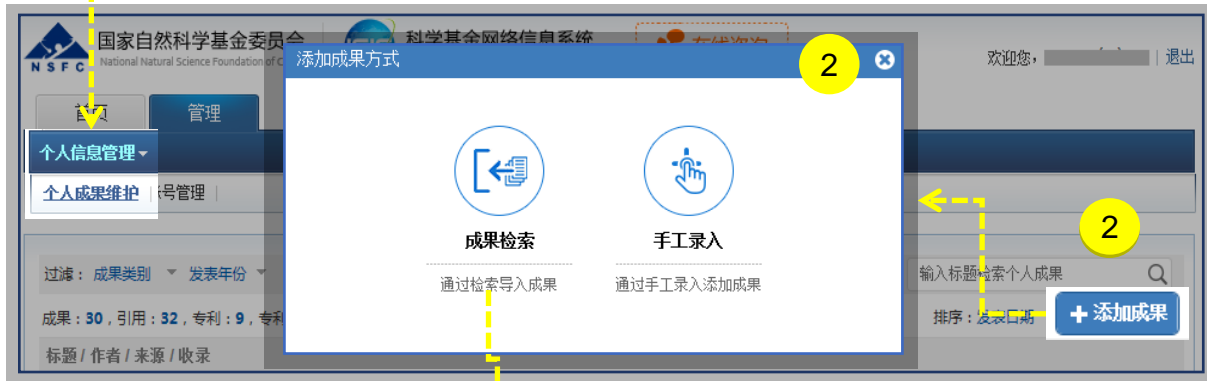 国家自然科学基金委员会
National Natural Science Foundation of C
NSFC
科学基金网络信息系统
在线咨询
欢迎您，
退出
添加成果方式
2
首页
管理
个人信息管理
个人成果维护
号管理
成果检索
手工录入
通过检索导入成果
通过手工录入添加成果
2
过滤：成果类别 发表年份
输入标题检索个人成果
成果：30，引用：32，专利：9，专利
排序：发表日期
+ 添加成果
标题 / 作者 / 来源 / 收录